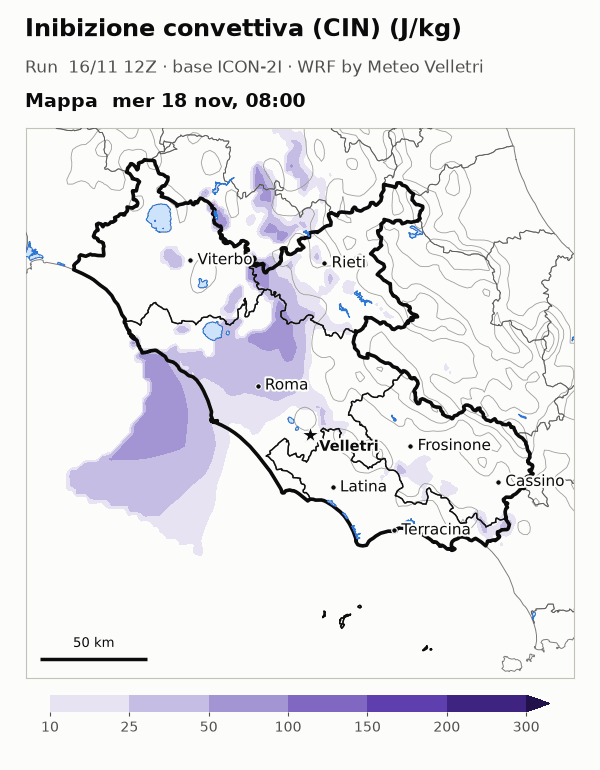 Inibizione convettiva (CIN) (J/kg)
Run  16/11 12Z · base ICON-2I · WRF by Meteo Velletri
Mappa  mer 18 nov, 08:00
Viterbo
Rieti
Roma
Velletri
Frosinone
Cassino
Latina
Terracina
50 km
10 25 50 100 150 200 300